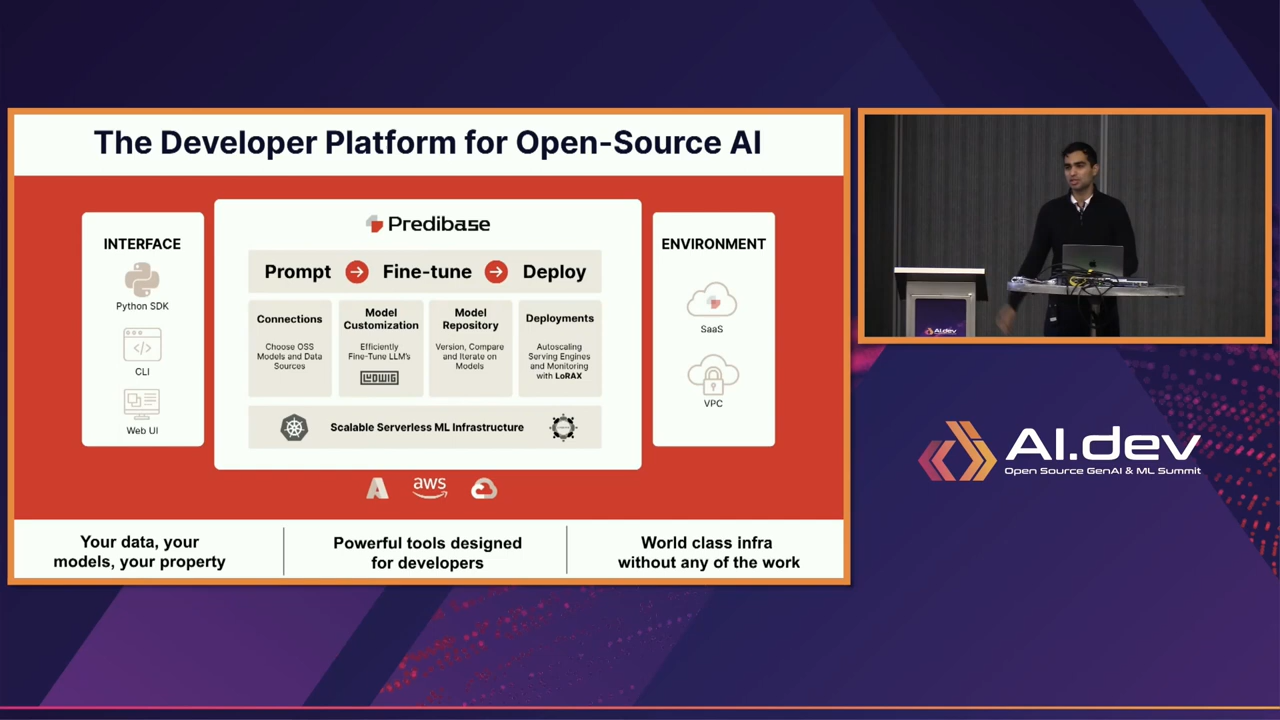 The Developer Platform for Open-Source AI
INTERFACE
Python SDK
CLI
Web UI
Predibase
Prompt
Fine-tune
Deploy
Connections
Choose OSS
Models and Data
Sources
Model
Customization
Efficiently
Fine-Tune LLM's
LUDWIG
Model
Repository
Version, Compare
and Iterate on
Models
Deployments
Autoscaling
Serving Engines
and Monitoring
with LoRAX
Scalable Serverless ML Infrastructure
ENVIRONMENT
SaaS
VPC
aws
Your data, your
models, your property
Powerful tools designed
for developers
World class infra
without any of the work
AI.dev
AI.dev
Open Source GenAI & ML Summit